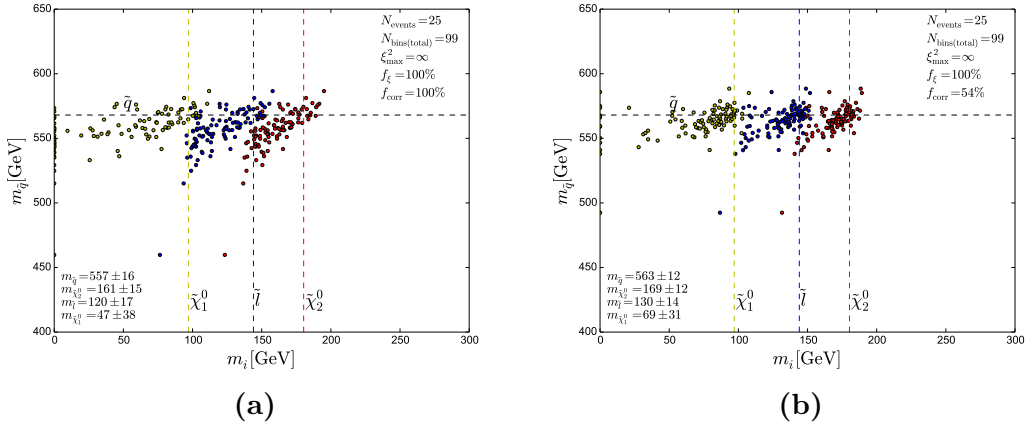 N_events = 25
N_bins(total) = 99
ξ²_max = ∞
f_ξ = 100%
f_corr = 100%
q̃
m_q̃ = 557 ± 16
m_χ̃⁰₂ = 161 ± 15
m_l̃ = 120 ± 17
m_χ̃⁰₁ = 47 ± 38
χ̃⁰₁ l̃ χ̃⁰₂
650
600
550
500
450
400
m_q̃ [GeV]
0 50 100 150 200 250 300
m_i [GeV]
(a)
N_events = 25
N_bins(total) = 99
ξ²_max = ∞
f_ξ = 100%
f_corr = 54%
q̃
m_q̃ = 563 ± 12
m_χ̃⁰₂ = 169 ± 12
m_l̃ = 130 ± 14
m_χ̃⁰₁ = 69 ± 31
χ̃⁰₁ l̃ χ̃⁰₂
650
600
550
500
450
400
m_q̃ [GeV]
0 50 100 150 200 250 300
m_i [GeV]
(b)